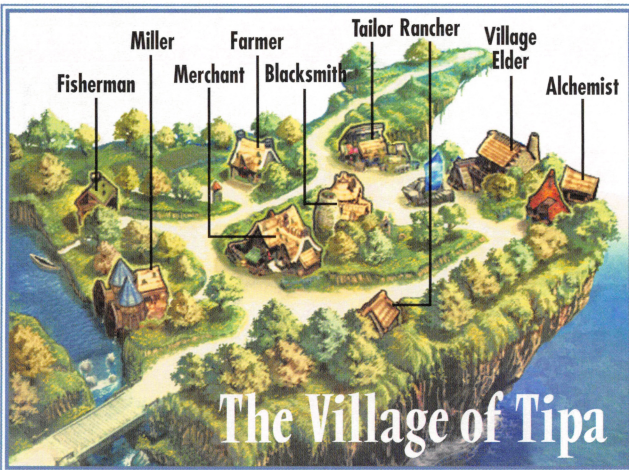 Tailor Rancher
Village
Elder
Miller
Farmer
Fisherman
Merchant
Blacksmith
Alchemist
The Village of Tipa